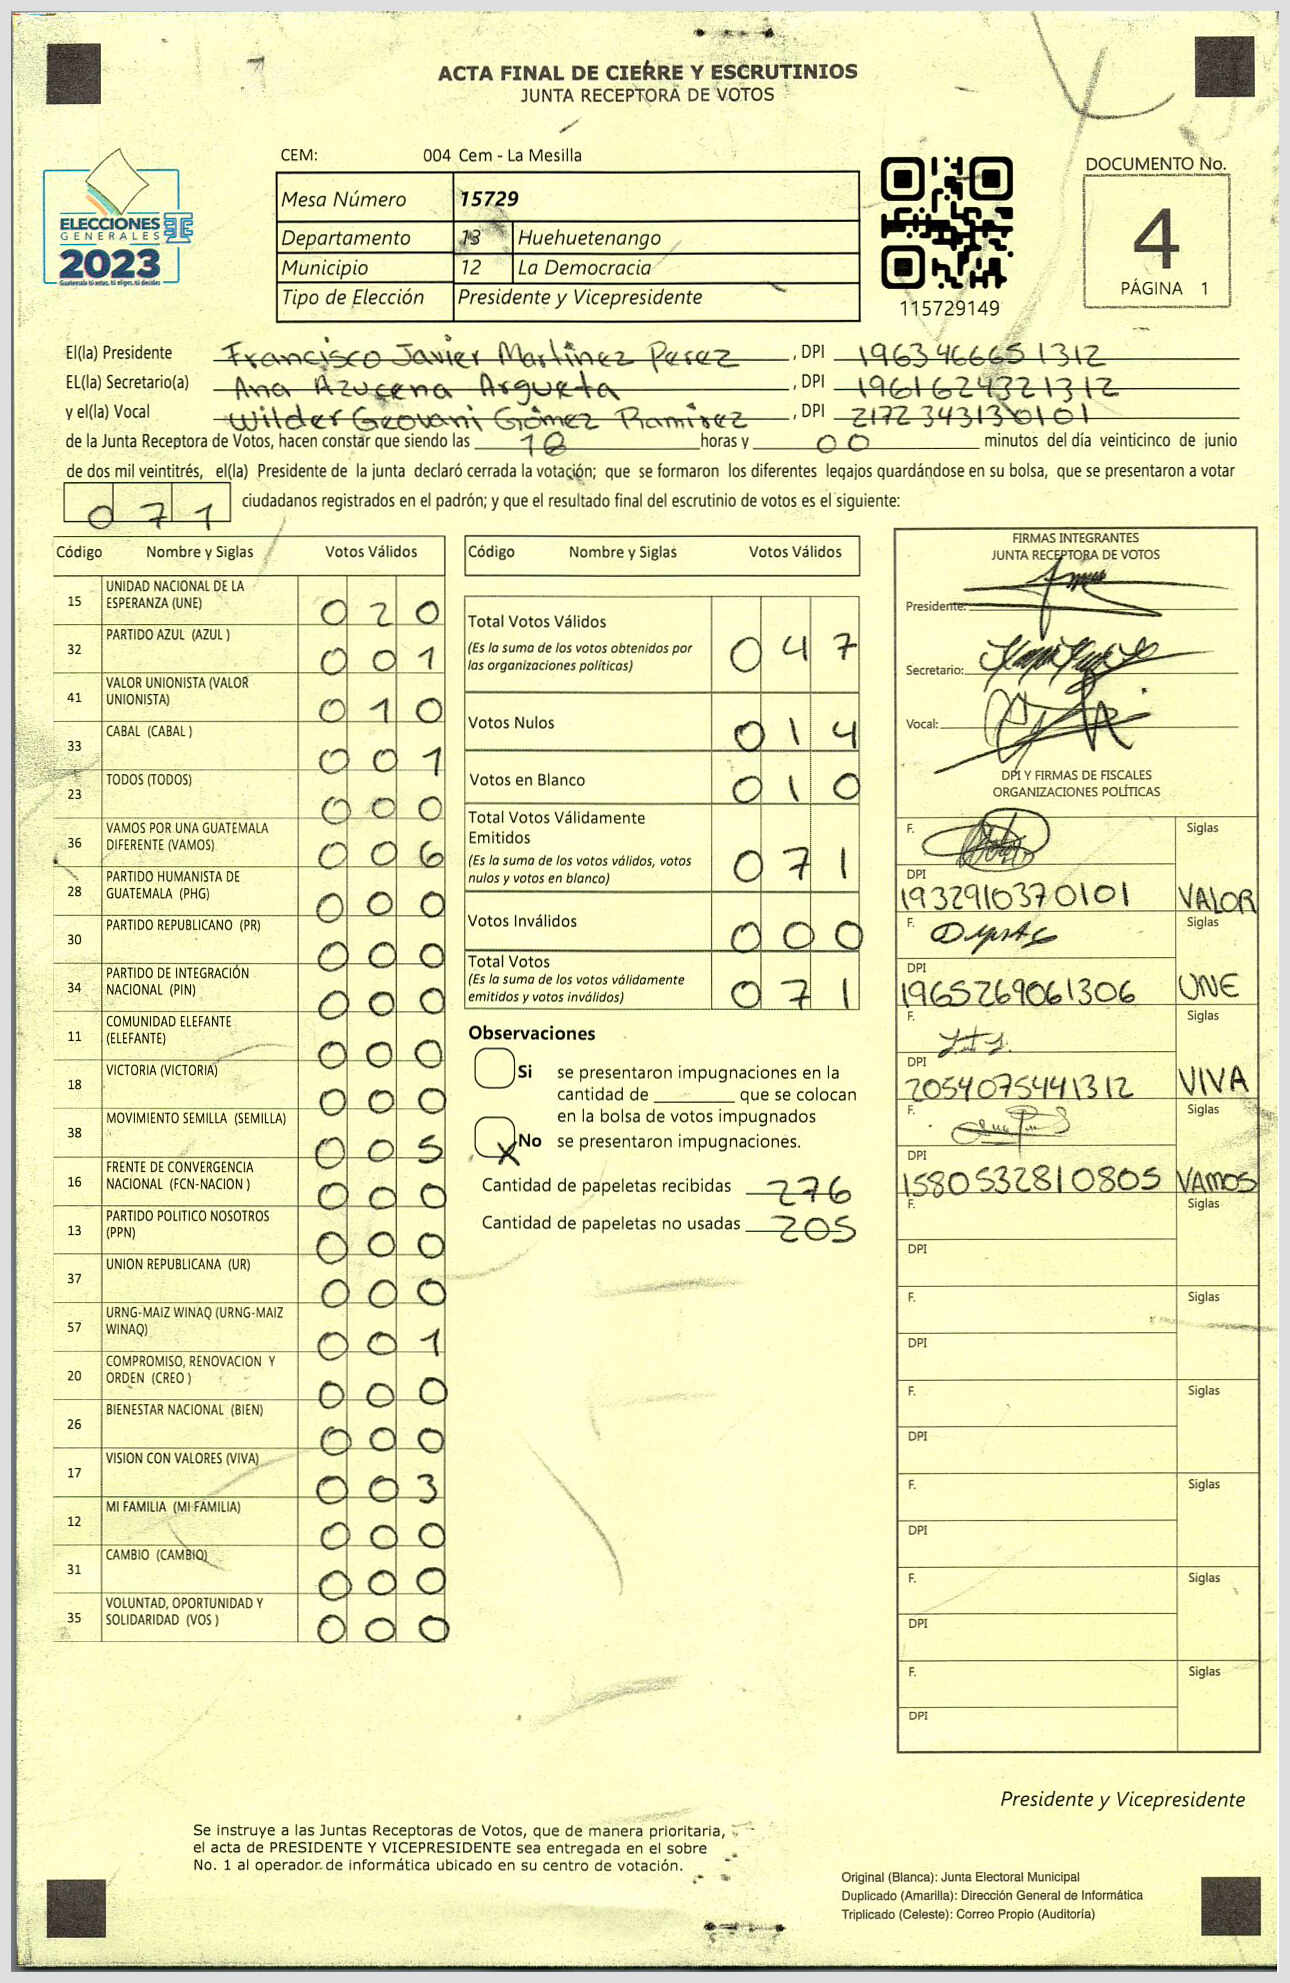 ACTA FINAL DE CIERRE Y ESCRUTINIOS
JUNTA RECEPTORA DE VOTOS
CEM: 004 Cem - La Mesilla
ELECCIONES
GENERALES
2023
Mesa Número 15729
Departamento 13 Huehuetenango
Municipio 12 La Democracia
Tipo de Elección Presidente y Vicepresidente
115729149
DOCUMENTO No.
4
PÁGINA 1
El(la) Presidente Francisco Javier Martinez Perez, DPI 1963466651312
EL(la) Secretario(a) Ana Azucena Argueta, DPI 1961624321312
y el(la) Vocal Wilder Geovani Gómez Ramirez, DPI 2172343130101
de la Junta Receptora de Votos, hacen constar que siendo las 18 horas y 00 minutos del día veinticinco de junio
de dos mil veintitrés, el(la) Presidente de la junta declaró cerrada la votación; que se formaron los diferentes legajos quardándose en su bolsa, que se presentaron a votar
071 ciudadanos registrados en el padrón; y que el resultado final del escrutinio de votos es el siguiente:
Código Nombre y Siglas Votos Válidos
15 UNIDAD NACIONAL DE LA
ESPERANZA (UNE) 020
32 PARTIDO AZUL (AZUL ) 001
41 VALOR UNIONISTA (VALOR
UNIONISTA) 010
33 CABAL (CABAL ) 001
23 TODOS (TODOS) 000
36 VAMOS POR UNA GUATEMALA
DIFERENTE (VAMOS) 006
28 PARTIDO HUMANISTA DE
GUATEMALA (PHG) 000
30 PARTIDO REPUBLICANO (PR) 000
34 PARTIDO DE INTEGRACIÓN
NACIONAL (PIN) 000
11 COMUNIDAD ELEFANTE
(ELEFANTE) 000
18 VICTORIA (VICTORIA) 000
38 MOVIMIENTO SEMILLA (SEMILLA) 005
16 FRENTE DE CONVERGENCIA
NACIONAL (FCN-NACION ) 000
13 PARTIDO POLITICO NOSOTROS
(PPN) 000
37 UNION REPUBLICANA (UR) 000
57 URNG-MAIZ WINAQ (URNG-MAIZ
WINAQ) 001
20 COMPROMISO, RENOVACION Y
ORDEN (CREO ) 000
26 BIENESTAR NACIONAL (BIEN) 000
17 VISION CON VALORES (VIVA) 003
12 MI FAMILIA (MI FAMILIA) 000
31 CAMBIO (CAMBIO) 000
35 VOLUNTAD, OPORTUNIDAD Y
SOLIDARIDAD (VOS ) 000
Código Nombre y Siglas Votos Válidos
Total Votos Válidos 047
(Es la suma de los votos obtenidos por
las organizaciones políticas)
Votos Nulos 014
Votos en Blanco 010
Total Votos Válidamente
Emitidos 071
(Es la suma de los votos válidos, votos
nulos y votos en blanco)
Votos Inválidos 000
Total Votos 071
(Es la suma de los votos válidamente
emitidos y votos inválidos)
Observaciones
Si se presentaron impugnaciones en la
cantidad de ________ que se colocan
en la bolsa de votos impugnados
X No se presentaron impugnaciones.
Cantidad de papeletas recibidas 276
Cantidad de papeletas no usadas 205
FIRMAS INTEGRANTES
JUNTA RECEPTORA DE VOTOS
Presidente:
Secretario:
Vocal:
DPI Y FIRMAS DE FISCALES
ORGANIZACIONES POLÍTICAS
F. Siglas
DPI
1932910370101 VALOR
F. Siglas
DPI
1965269061306 UNE
F. Siglas
DPI
2054075441312 VIVA
F. Siglas
DPI
1580532810805 VAMOS
F. Siglas
DPI
F. Siglas
DPI
F. Siglas
DPI
F. Siglas
DPI
F. Siglas
DPI
F. Siglas
DPI
Presidente y Vicepresidente
Se instruye a las Juntas Receptoras de Votos, que de manera prioritaria,
el acta de PRESIDENTE Y VICEPRESIDENTE sea entregada en el sobre
No. 1 al operador de informática ubicado en su centro de votación.
Original (Blanca): Junta Electoral Municipal
Duplicado (Amarilla): Dirección General de Informática
Triplicado (Celeste): Correo Propio (Auditoría)